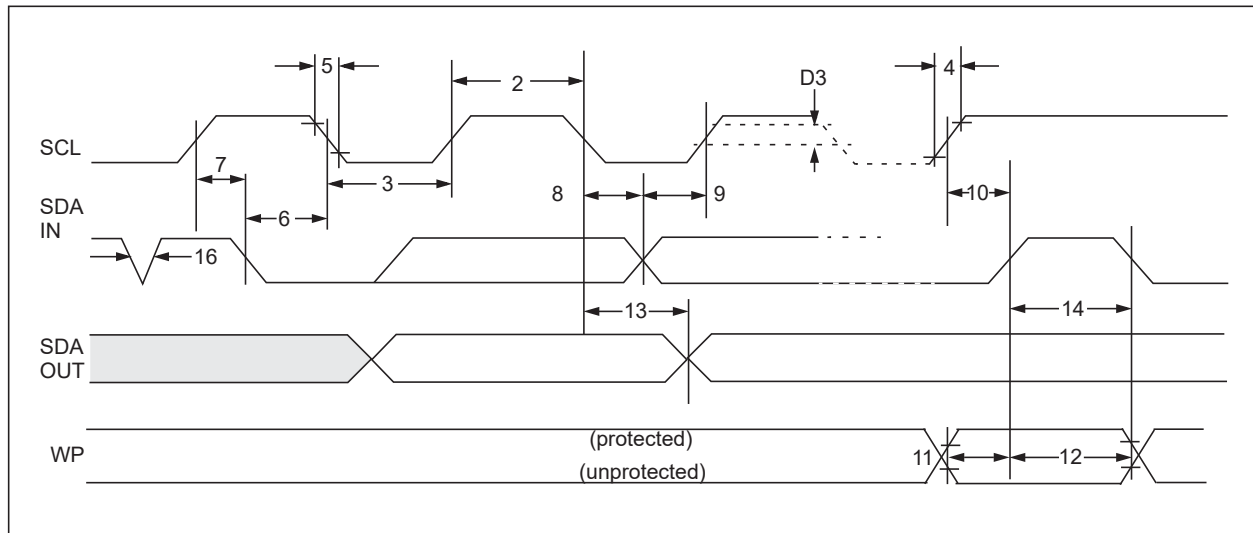 5
2
D3
4
SCL
7
3
8
9
10
SDA
IN
6
16
13
14
SDA
OUT
WP
(protected)
(unprotected)
11
12